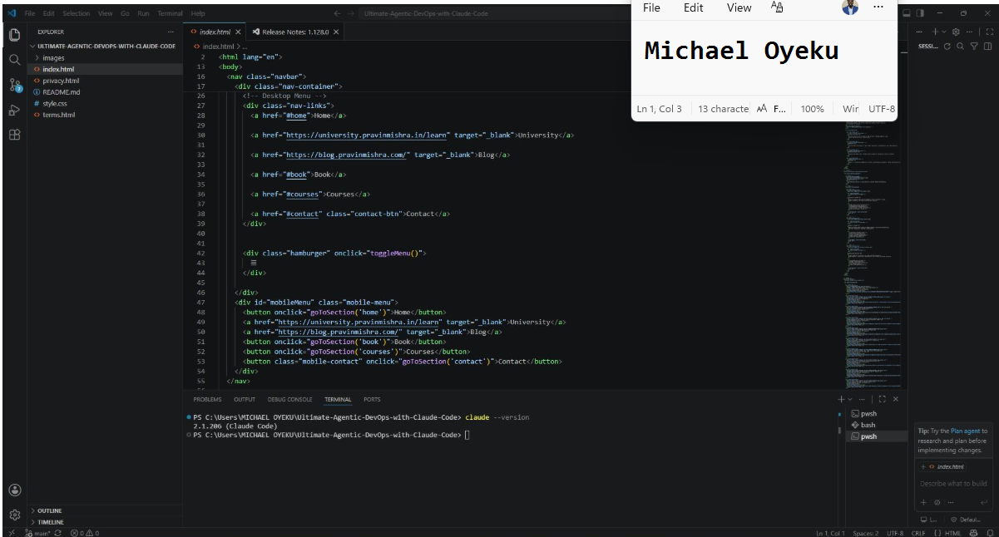 File Edit Selection View Go Run Terminal Help
Ultimate-Agentic-DevOps-with-Claude-Code
File Edit View
Michael Oyeku
Ln 1, Col 3 13 characte F... 100% Wir UTF-8
EXPLORER
ULTIMATE-AGENTIC-DEVOPS-WITH-CLAUDE-CODE
images
index.html
privacy.html
README.md
style.css
terms.html
OUTLINE
TIMELINE
index.html Release Notes: 1.128.0
index.html > ...
2 <html lang="en">
13 <body>
16 <nav class="navbar">
17 <div class="nav-container">
26 <!-- Desktop Menu -->
27 <div class="nav-links">
28 <a href="#home">Home</a>
29
30 <a href="https://university.pravinmishra.in/learn" target="_blank">University</a>
31
32 <a href="https://blog.pravinmishra.com/" target="_blank">Blog</a>
33
34 <a href="#book">Book</a>
35
36 <a href="#courses">Courses</a>
37
38 <a href="#contact" class="contact-btn">Contact</a>
39 </div>
40
41
42 <div class="hamburger" onclick="toggleMenu()">
43 ☰
44 </div>
45
46 </div>
47 <div id="mobileMenu" class="mobile-menu">
48 <button onclick="goToSection('home')">Home</button>
49 <a href="https://university.pravinmishra.in/learn" target="_blank">University</a>
50 <a href="https://blog.pravinmishra.com/" target="_blank">Blog</a>
51 <button onclick="goToSection('book')">Book</button>
52 <button onclick="goToSection('courses')">Courses</button>
53 <button class="mobile-contact" onclick="goToSection('contact')">Contact</button>
54 </div>
55 </nav>
PROBLEMS OUTPUT DEBUG CONSOLE TERMINAL PORTS
PS C:\Users\MICHAEL OYEKU\Ultimate-Agentic-DevOps-with-Claude-Code> claude --version
2.1.206 (Claude Code)
PS C:\Users\MICHAEL OYEKU\Ultimate-Agentic-DevOps-with-Claude-Code>
pwsh
bash
pwsh
SESSI...
Tip: Try the Plan agent to
research and plan before
implementing changes.
index.html
Describe what to build
L... Defaul...
main* 0 0
Ln 1, Col 1 Spaces: 2 UTF-8 CRLF {} HTML